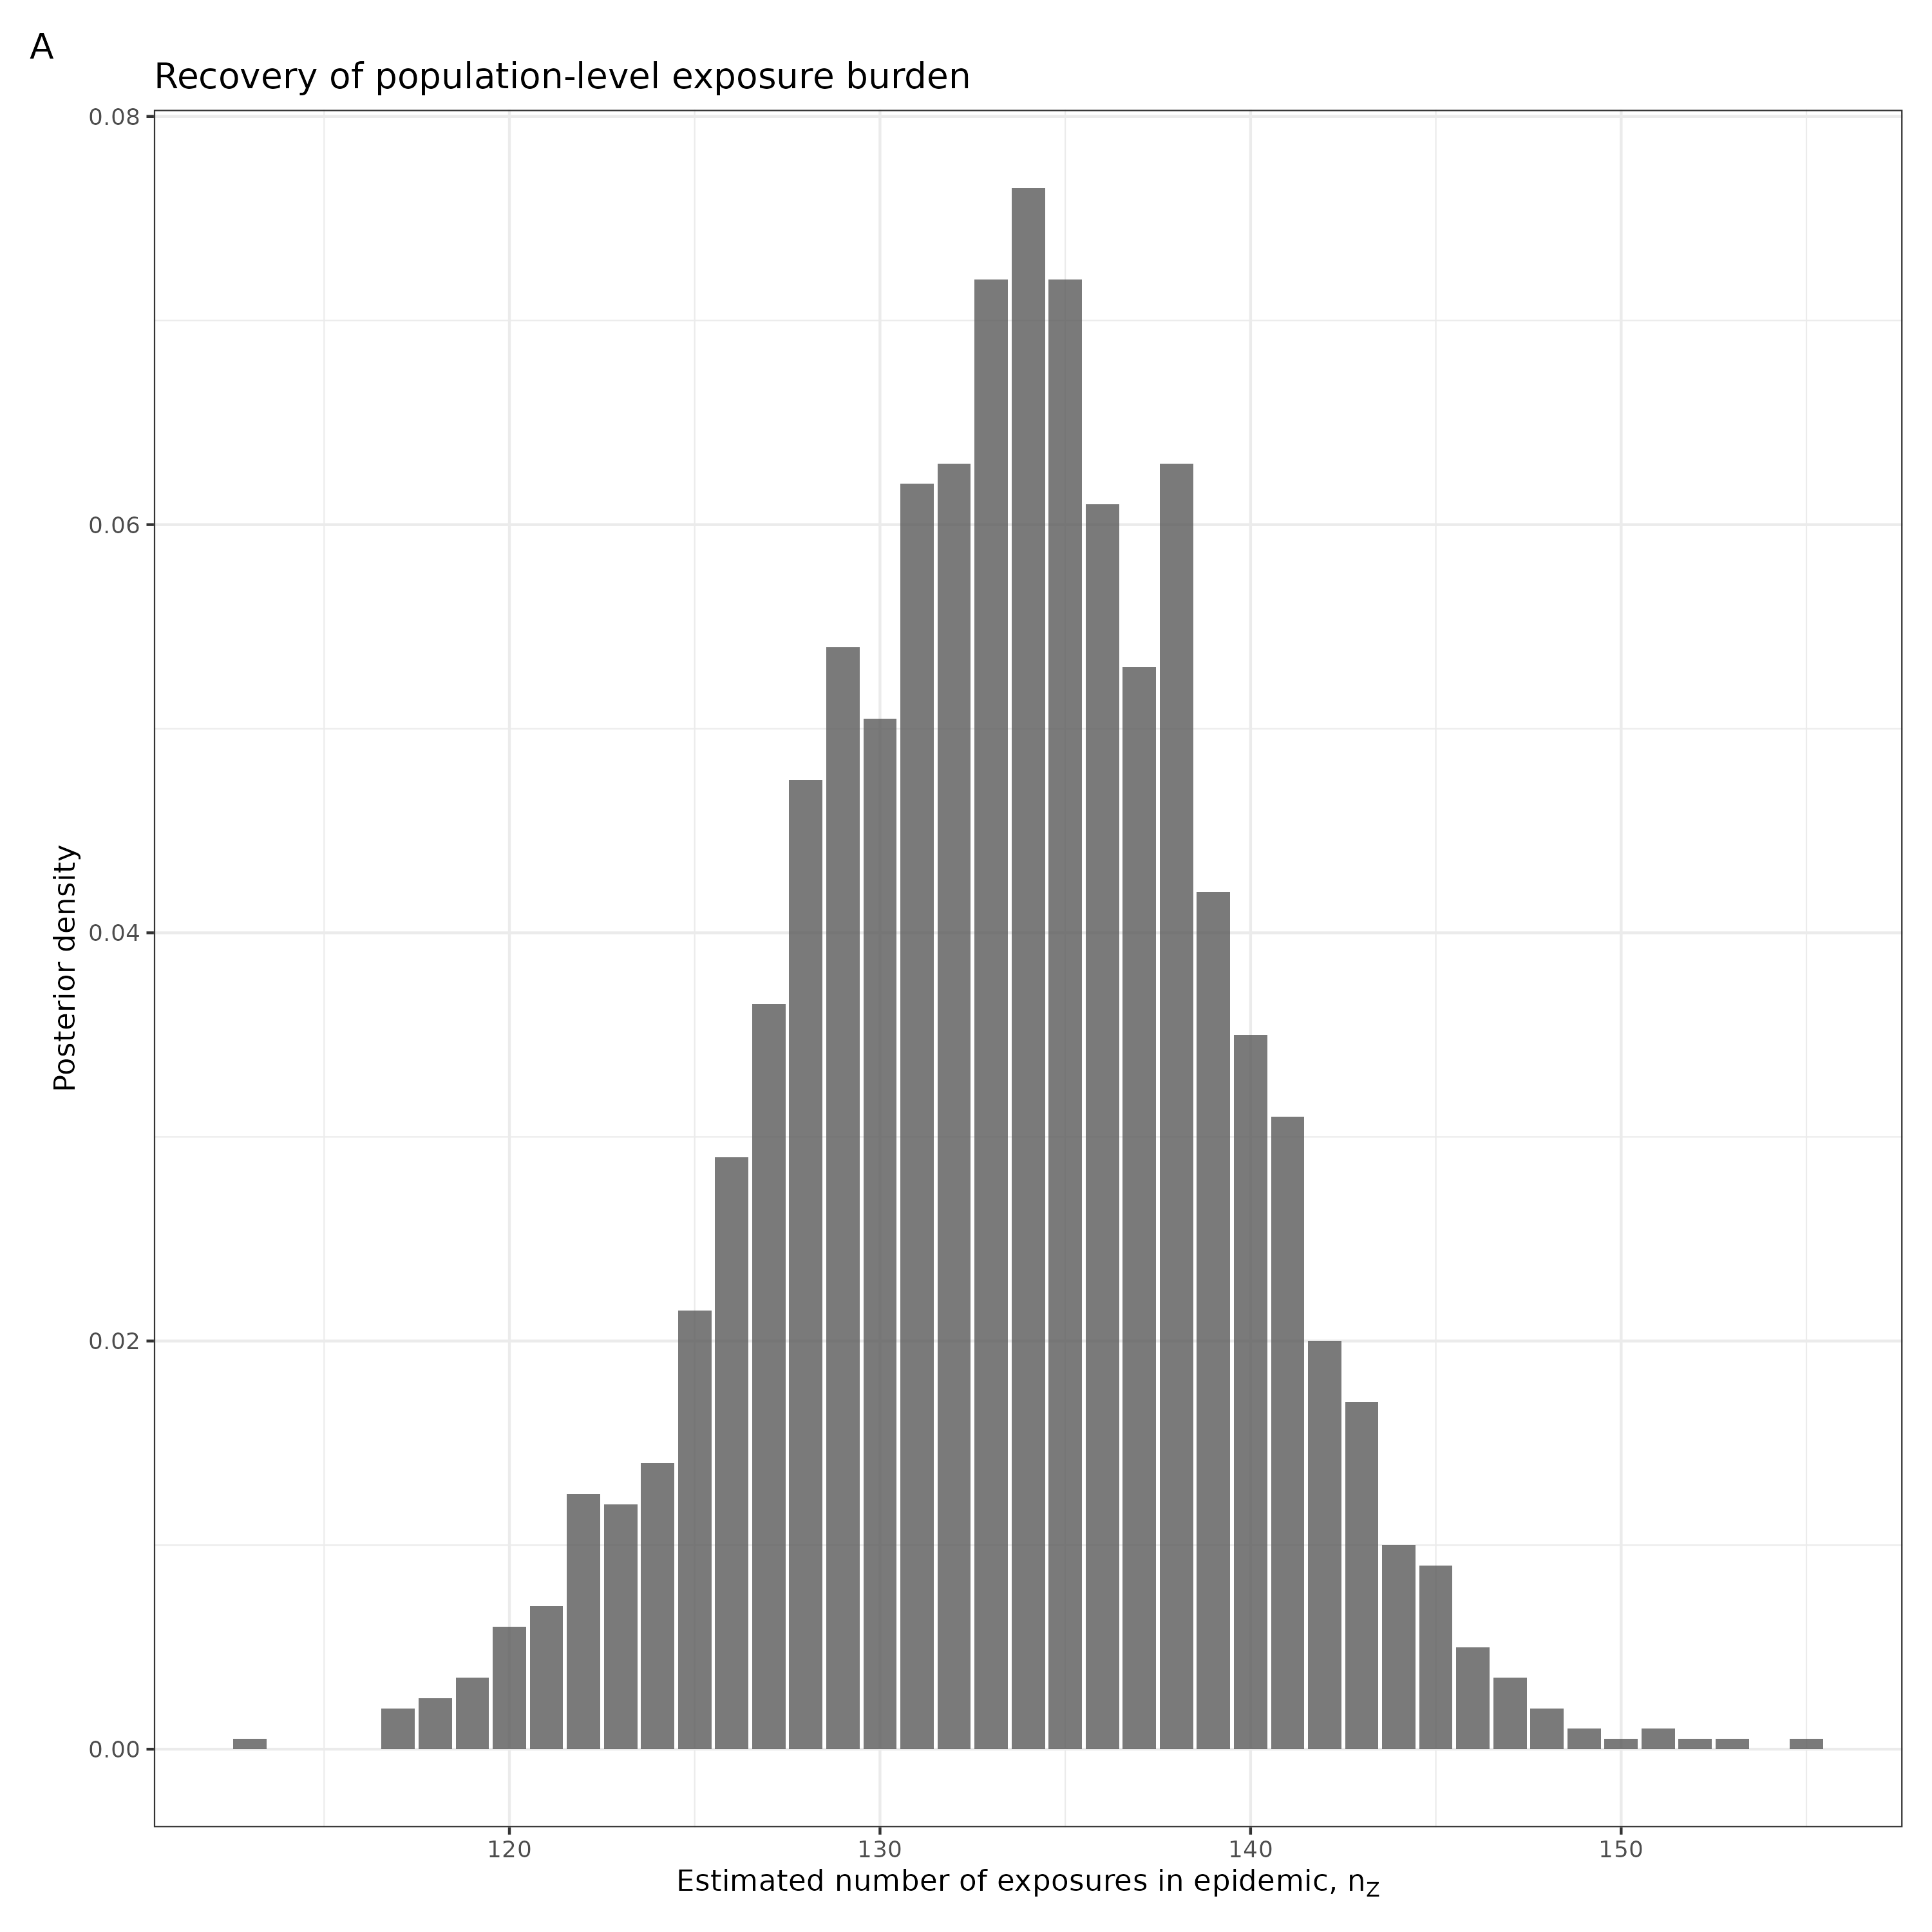 A
Recovery of population-level exposure burden
0.08
0.06
0.04
0.02
0.00
Posterior density
120 130 140 150
Estimated number of exposures in epidemic, nZ